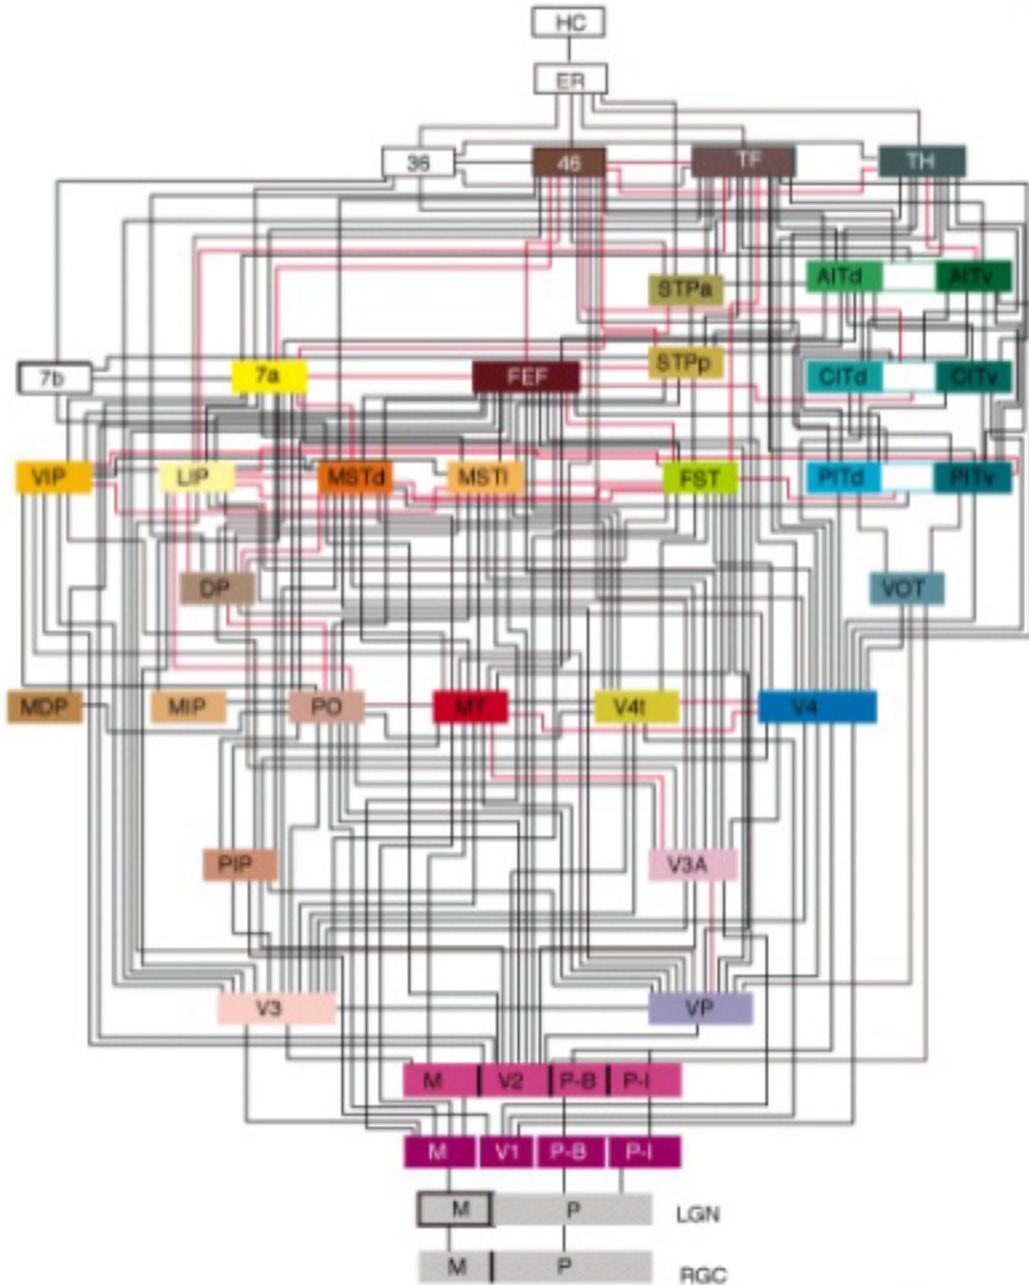 HC
ER
36 46 TF TH
AITd AITv
STPa
STPp
7b 7a FEF CITd CITv
VIP LIP MSTd MSTl FST PITd PITv
DP VOT
MDP MIP PO MT V4t V4
PIP V3A
V3 VP
M V2 P-B P-I
M V1 P-B P-I
M P LGN
M P RGC